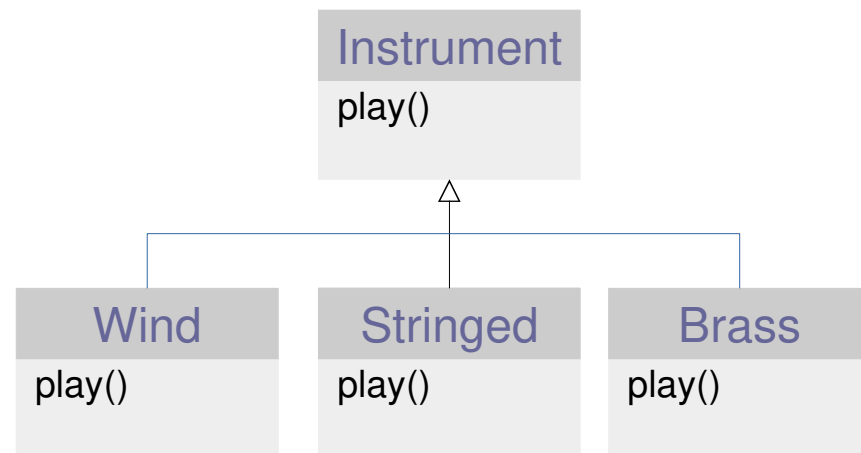 Instrument
play()
Wind
play()
Stringed
play()
Brass
play()